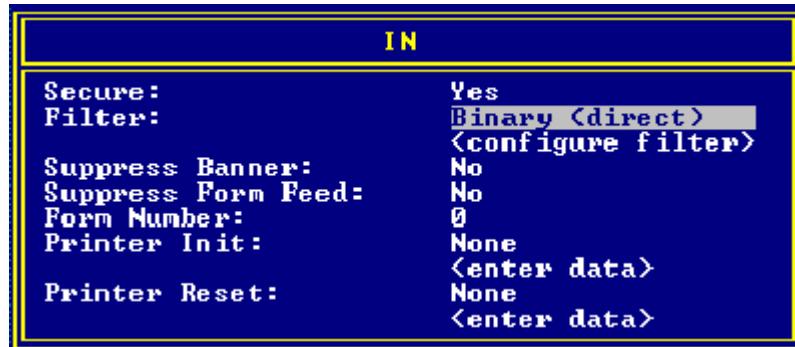 IN
Secure: Yes
Filter: Binary (direct)
<configure filter>
Suppress Banner: No
Suppress Form Feed: No
Form Number: 0
Printer Init: None
<enter data>
Printer Reset: None
<enter data>